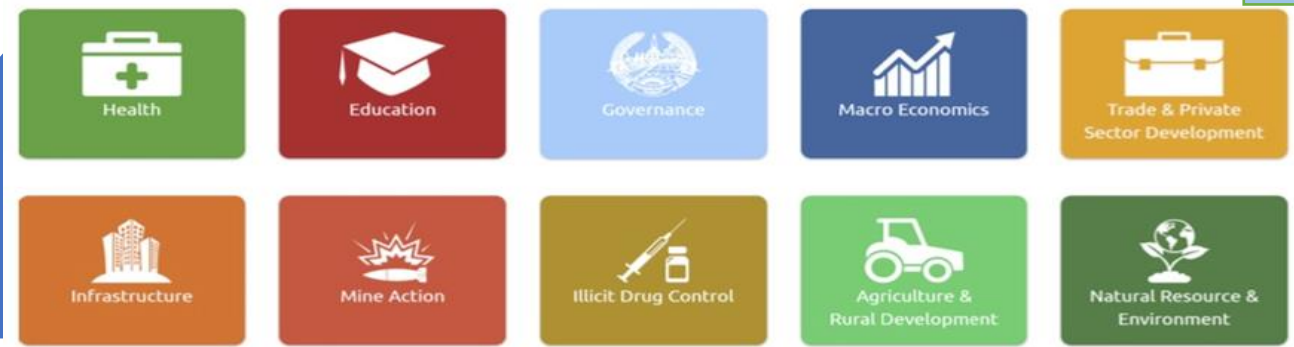 Health
Education
Governance
Macro Economics
Trade & Private
Sector Development
Infrastructure
Mine Action
Illicit Drug Control
Agriculture &
Rural Development
Natural Resource &
Environment